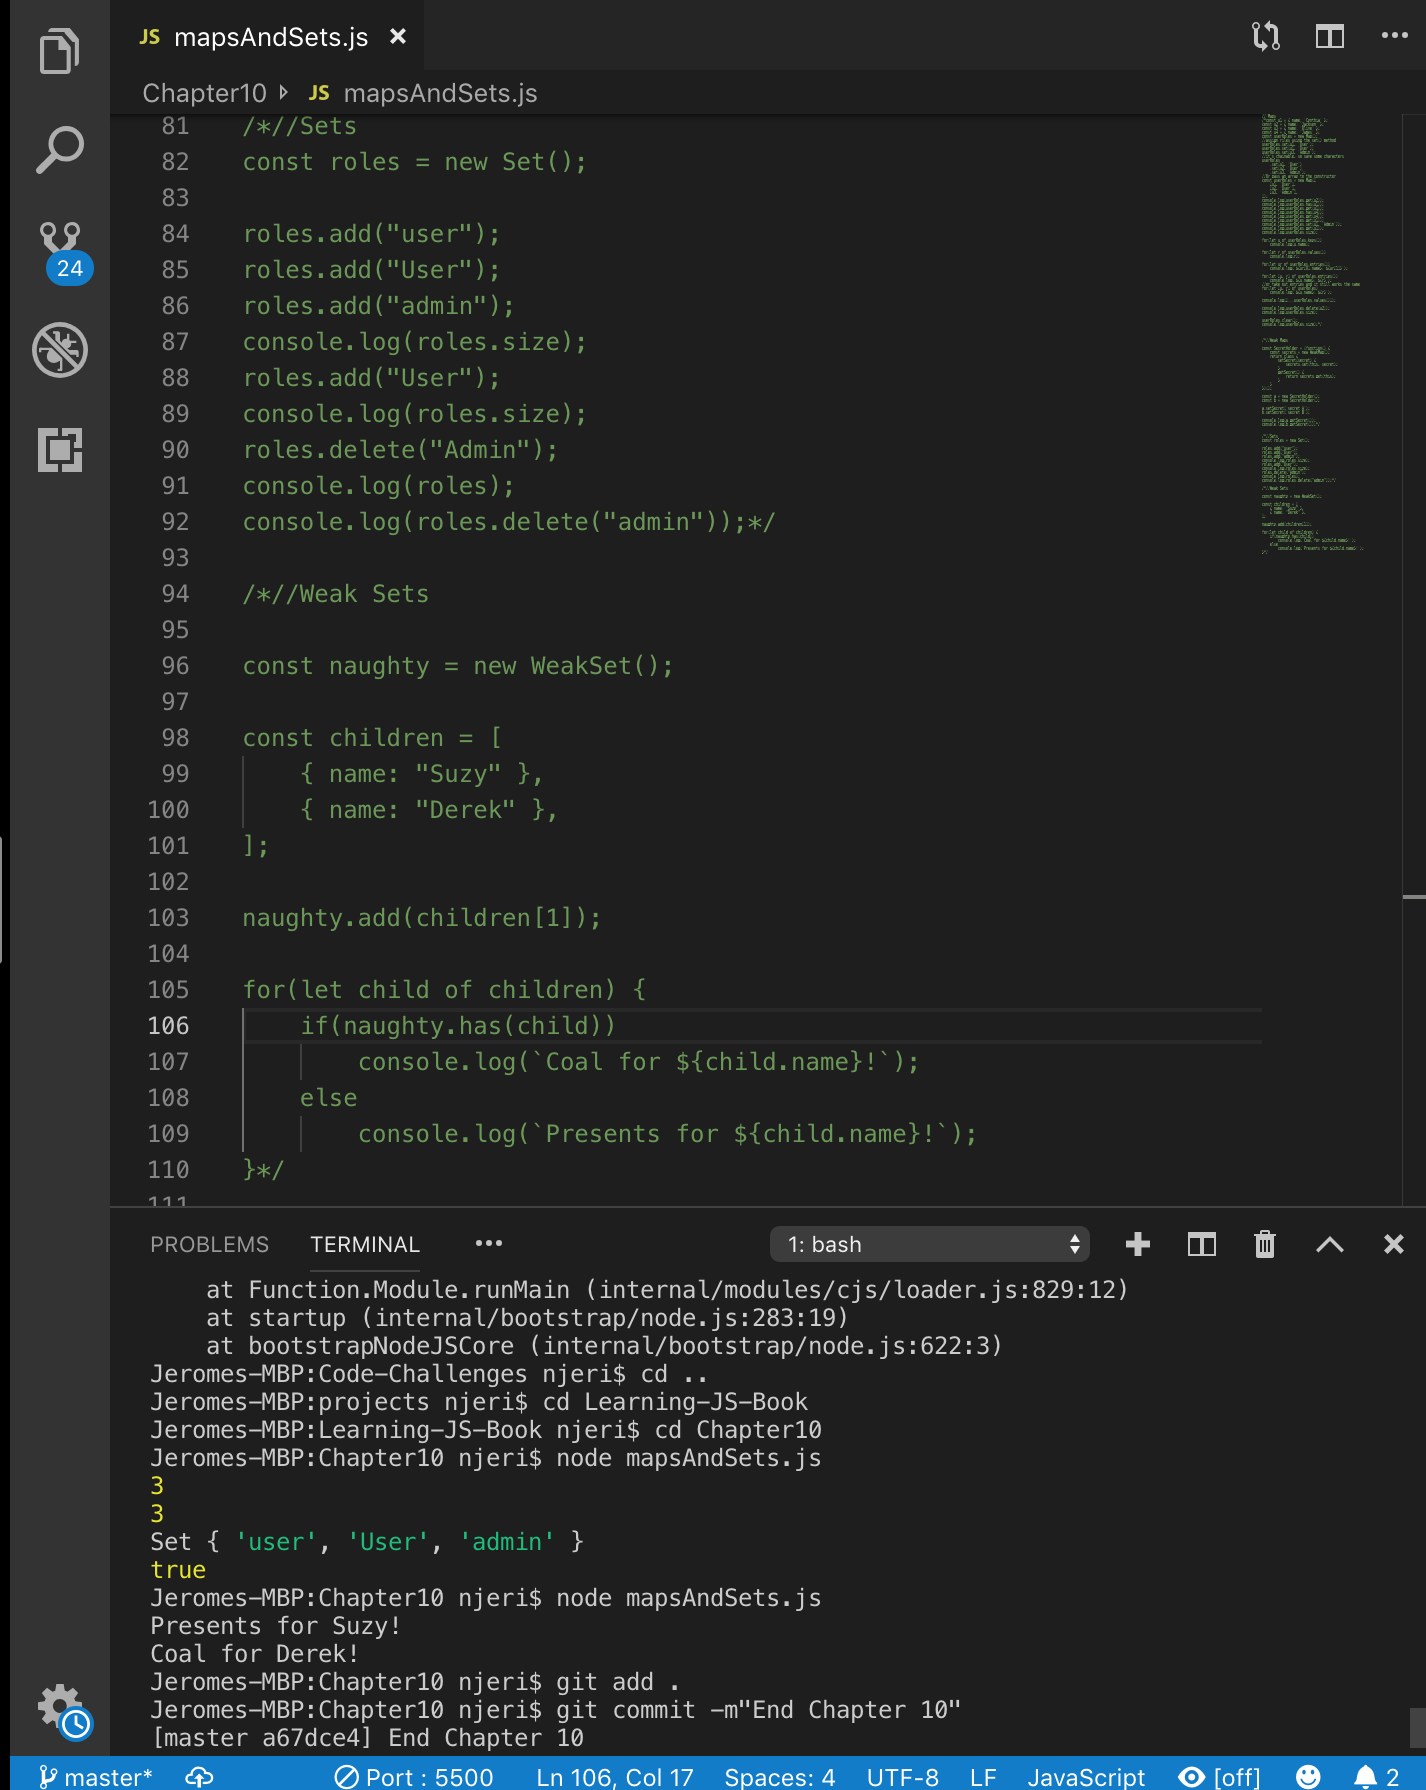 JS mapsAndSets.js ×
Chapter10 JS mapsAndSets.js
81 /*//Sets
82 const roles = new Set();
83
84 roles.add("user");
85 roles.add("User");
86 roles.add("admin");
87 console.log(roles.size);
88 roles.add("User");
89 console.log(roles.size);
90 roles.delete("Admin");
91 console.log(roles);
92 console.log(roles.delete("admin"));*/
93
94 /*//Weak Sets
95
96 const naughty = new WeakSet();
97
98 const children = [
99     { name: "Suzy" },
100     { name: "Derek" },
101 ];
102
103 naughty.add(children[1]);
104
105 for(let child of children) {
106     if(naughty.has(child))
107         console.log(`Coal for ${child.name}!`);
108     else
109         console.log(`Presents for ${child.name}!`);
110 }*/
111
24
PROBLEMS TERMINAL ••• 1: bash
    at Function.Module.runMain (internal/modules/cjs/loader.js:829:12)
    at startup (internal/bootstrap/node.js:283:19)
    at bootstrapNodeJSCore (internal/bootstrap/node.js:622:3)
Jeromes-MBP:Code-Challenges njeri$ cd ..
Jeromes-MBP:projects njeri$ cd Learning-JS-Book
Jeromes-MBP:Learning-JS-Book njeri$ cd Chapter10
Jeromes-MBP:Chapter10 njeri$ node mapsAndSets.js
3
3
Set { 'user', 'User', 'admin' }
true
Jeromes-MBP:Chapter10 njeri$ node mapsAndSets.js
Presents for Suzy!
Coal for Derek!
Jeromes-MBP:Chapter10 njeri$ git add .
Jeromes-MBP:Chapter10 njeri$ git commit -m"End Chapter 10"
[master a67dce4] End Chapter 10
master* Port : 5500 Ln 106, Col 17 Spaces: 4 UTF-8 LF JavaScript [off] 2